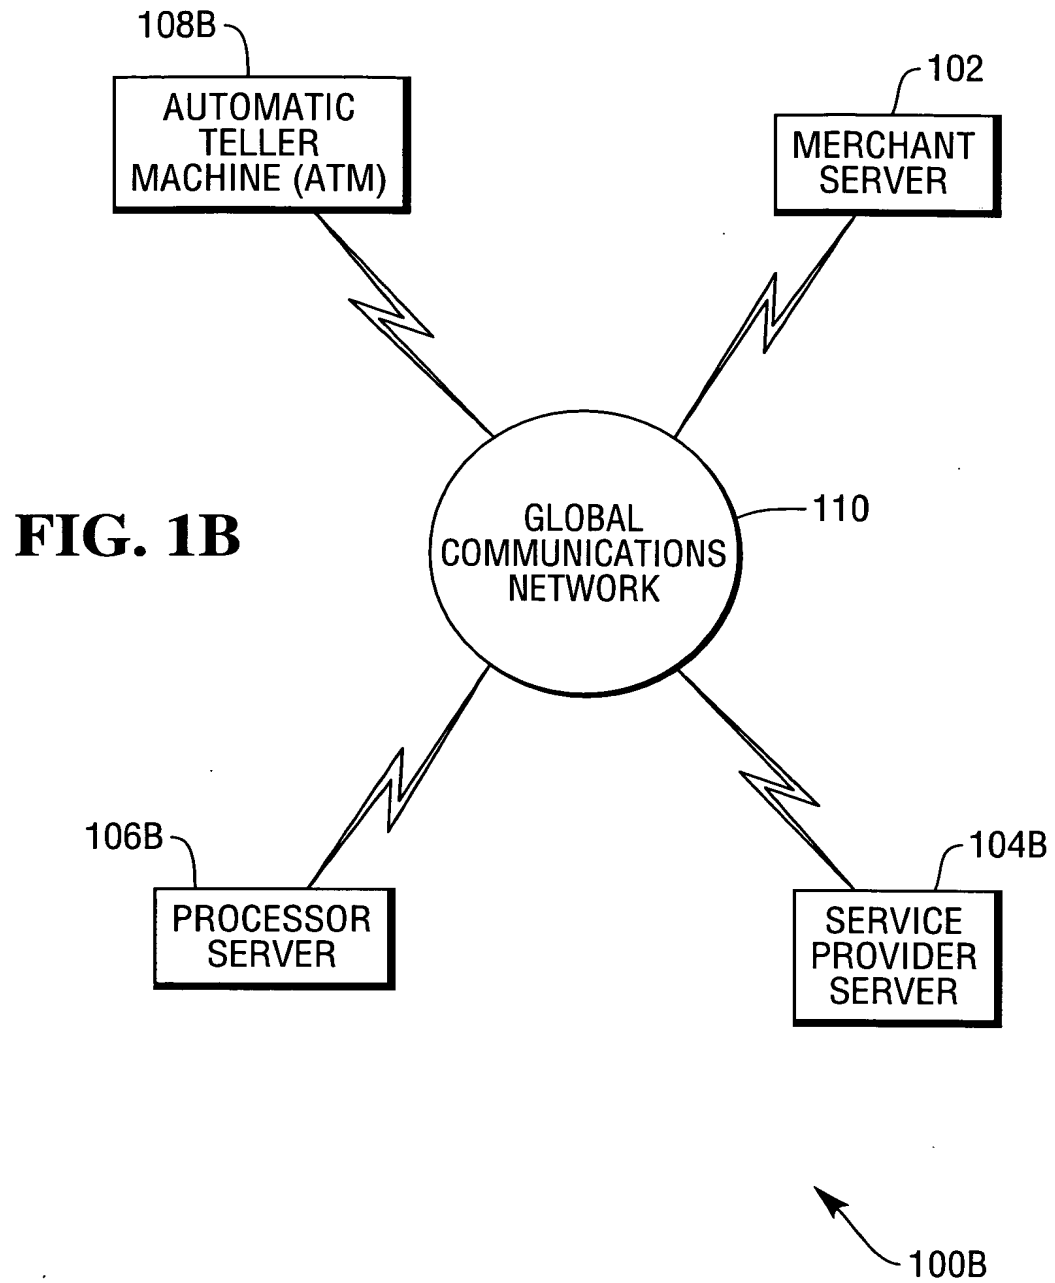 108B
AUTOMATIC
TELLER
MACHINE (ATM)
102
MERCHANT
SERVER
FIG. 1B
GLOBAL
COMMUNICATIONS
NETWORK
110
106B
PROCESSOR
SERVER
104B
SERVICE
PROVIDER
SERVER
100B